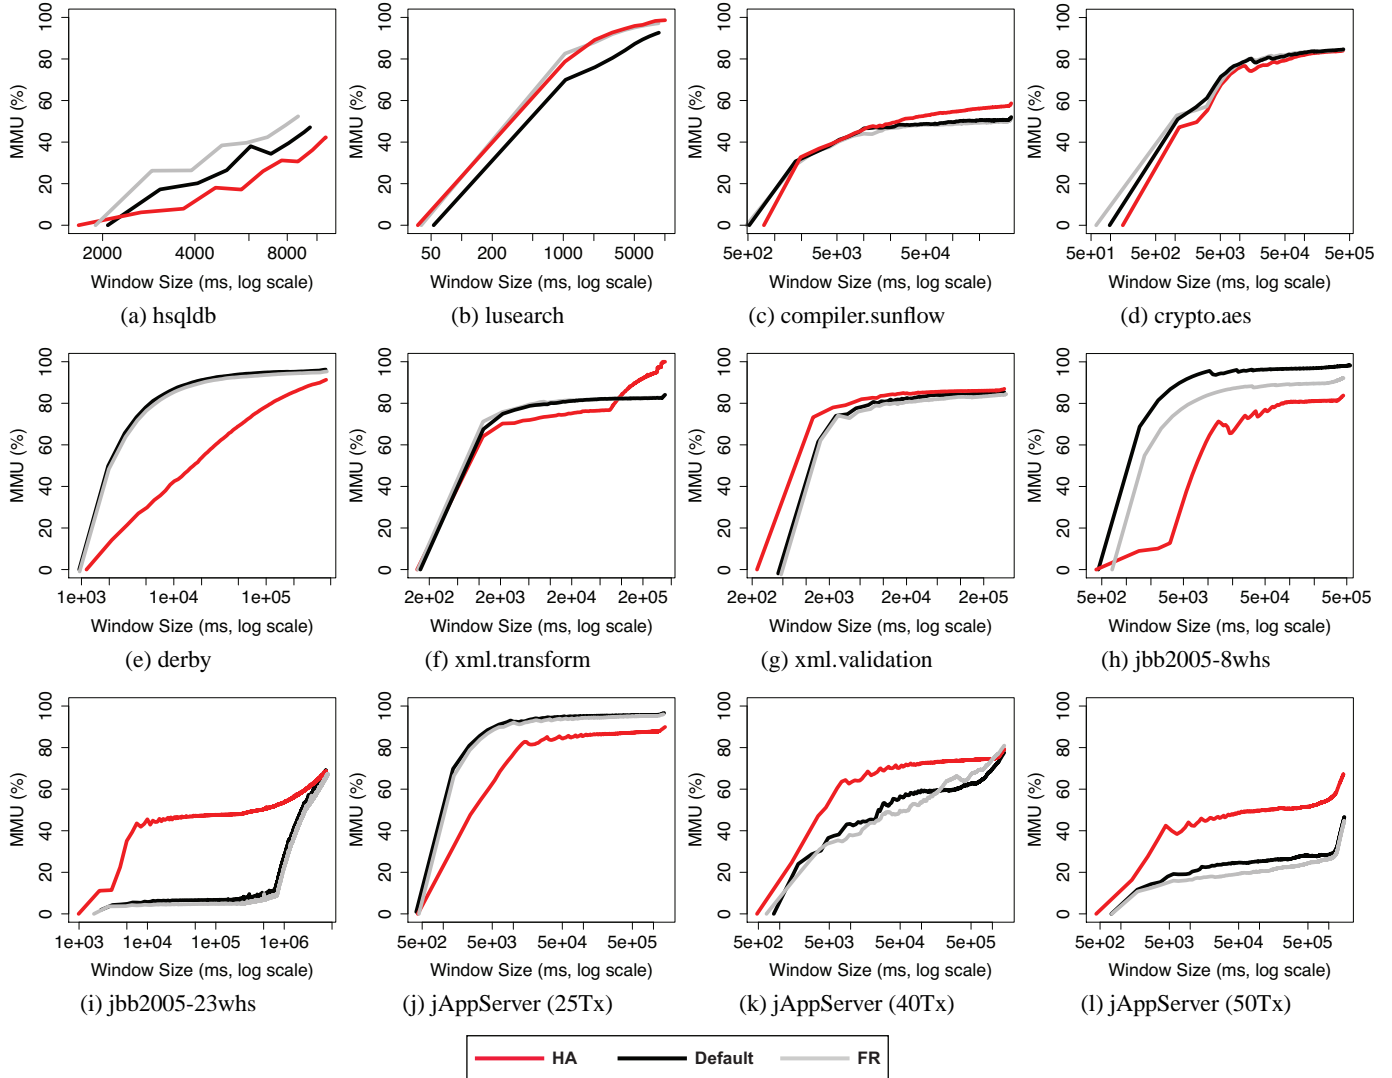 MMU (%)
0 20 40 60 80 100
2000 4000 8000
Window Size (ms, log scale)
(a) hsqldb
MMU (%)
0 20 40 60 80 100
50 200 1000 5000
Window Size (ms, log scale)
(b) lusearch
MMU (%)
0 20 40 60 80 100
5e+02 5e+03 5e+04
Window Size (ms, log scale)
(c) compiler.sunflow
MMU (%)
0 20 40 60 80 100
5e+01 5e+02 5e+03 5e+04 5e+05
Window Size (ms, log scale)
(d) crypto.aes
MMU (%)
0 20 40 60 80 100
1e+03 1e+04 1e+05
Window Size (ms, log scale)
(e) derby
MMU (%)
0 20 40 60 80 100
2e+02 2e+03 2e+04 2e+05
Window Size (ms, log scale)
(f) xml.transform
MMU (%)
0 20 40 60 80 100
2e+02 2e+03 2e+04 2e+05
Window Size (ms, log scale)
(g) xml.validation
MMU (%)
0 20 40 60 80 100
5e+02 5e+03 5e+04 5e+05
Window Size (ms, log scale)
(h) jbb2005-8whs
MMU (%)
0 20 40 60 80 100
1e+03 1e+04 1e+05 1e+06
Window Size (ms, log scale)
(i) jbb2005-23whs
MMU (%)
0 20 40 60 80 100
5e+02 5e+03 5e+04 5e+05
Window Size (ms, log scale)
(j) jAppServer (25Tx)
MMU (%)
0 20 40 60 80 100
5e+02 5e+03 5e+04 5e+05
Window Size (ms, log scale)
(k) jAppServer (40Tx)
MMU (%)
0 20 40 60 80 100
5e+02 5e+03 5e+04 5e+05
Window Size (ms, log scale)
(l) jAppServer (50Tx)
HA Default FR